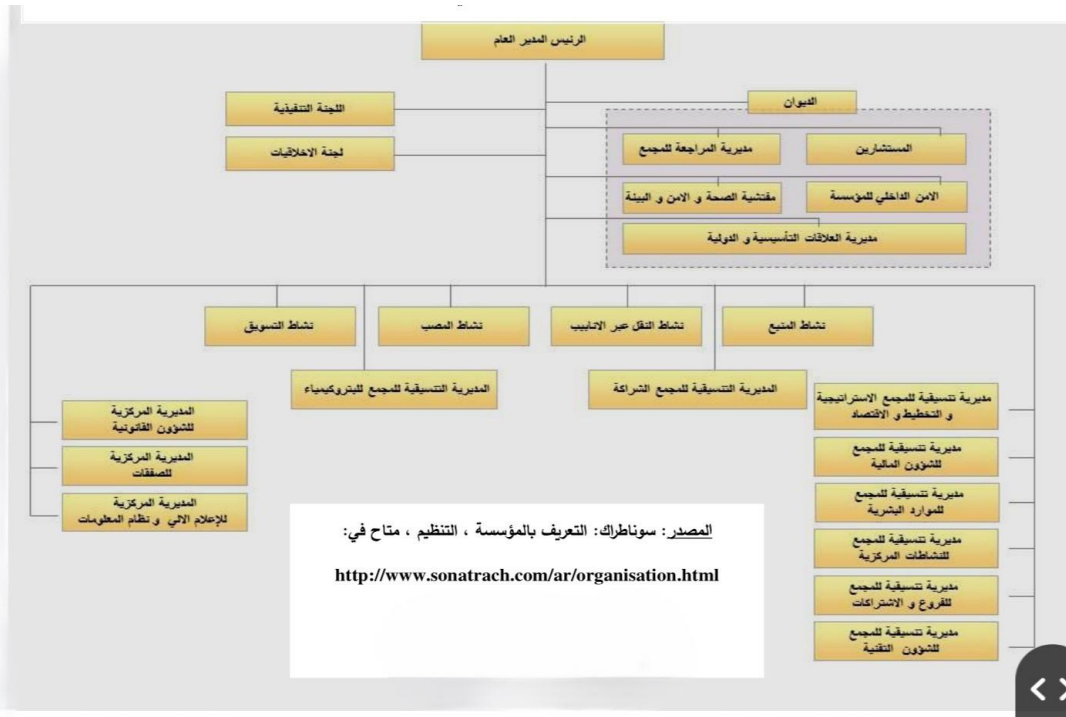 الرئيس المدير العام
الديوان
اللجنة التنفيذية
المستشارين
مديرية المراجعة للمجمع
لجنة الاخلاقيات
الامن الداخلي للمؤسسة
مفتشية الصحة و الامن و البيئة
مديرية العلاقات التأسيسية و الدولية
نشاط المنبع
نشاط النقل عبر الانابيب
نشاط المصب
نشاط التسويق
المديرية التنسيقية للمجمع الشراكة
المديرية التنسيقية للمجمع للبتروكيمياء
مديرية تنسيقية للمجمع الاستراتيجية
و التخطيط و الاقتصاد
مديرية تنسيقية للمجمع
للشؤون المالية
مديرية تنسيقية للمجمع
للموارد البشرية
مديرية تنسيقية للمجمع
للنشاطات المركزية
مديرية تنسيقية للمجمع
للفروع و الاشتراكات
مديرية تنسيقية للمجمع
للشؤون التقنية
المديرية المركزية
للشؤون القانونية
المديرية المركزية
للصفقات
المديرية المركزية
للإعلام الالي و نظام المعلومات
المصدر: سوناطراك: التعريف بالمؤسسة ، التنظيم ، متاح في:
http://www.sonatrach.com/ar/organisation.html